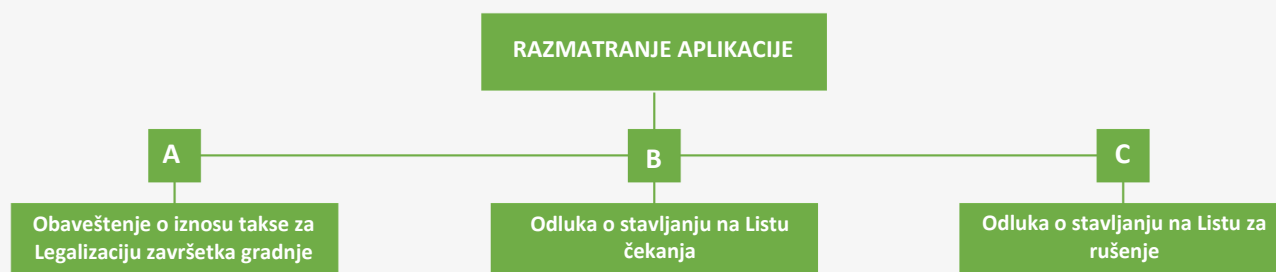 RAZMATRANJE APLIKACIJE
A
B
C
Obaveštenje o iznosu takse za
Legalizaciju završetka gradnje
Odluka o stavljanju na Listu
čekanja
Odluka o stavljanju na Listu za
rušenje